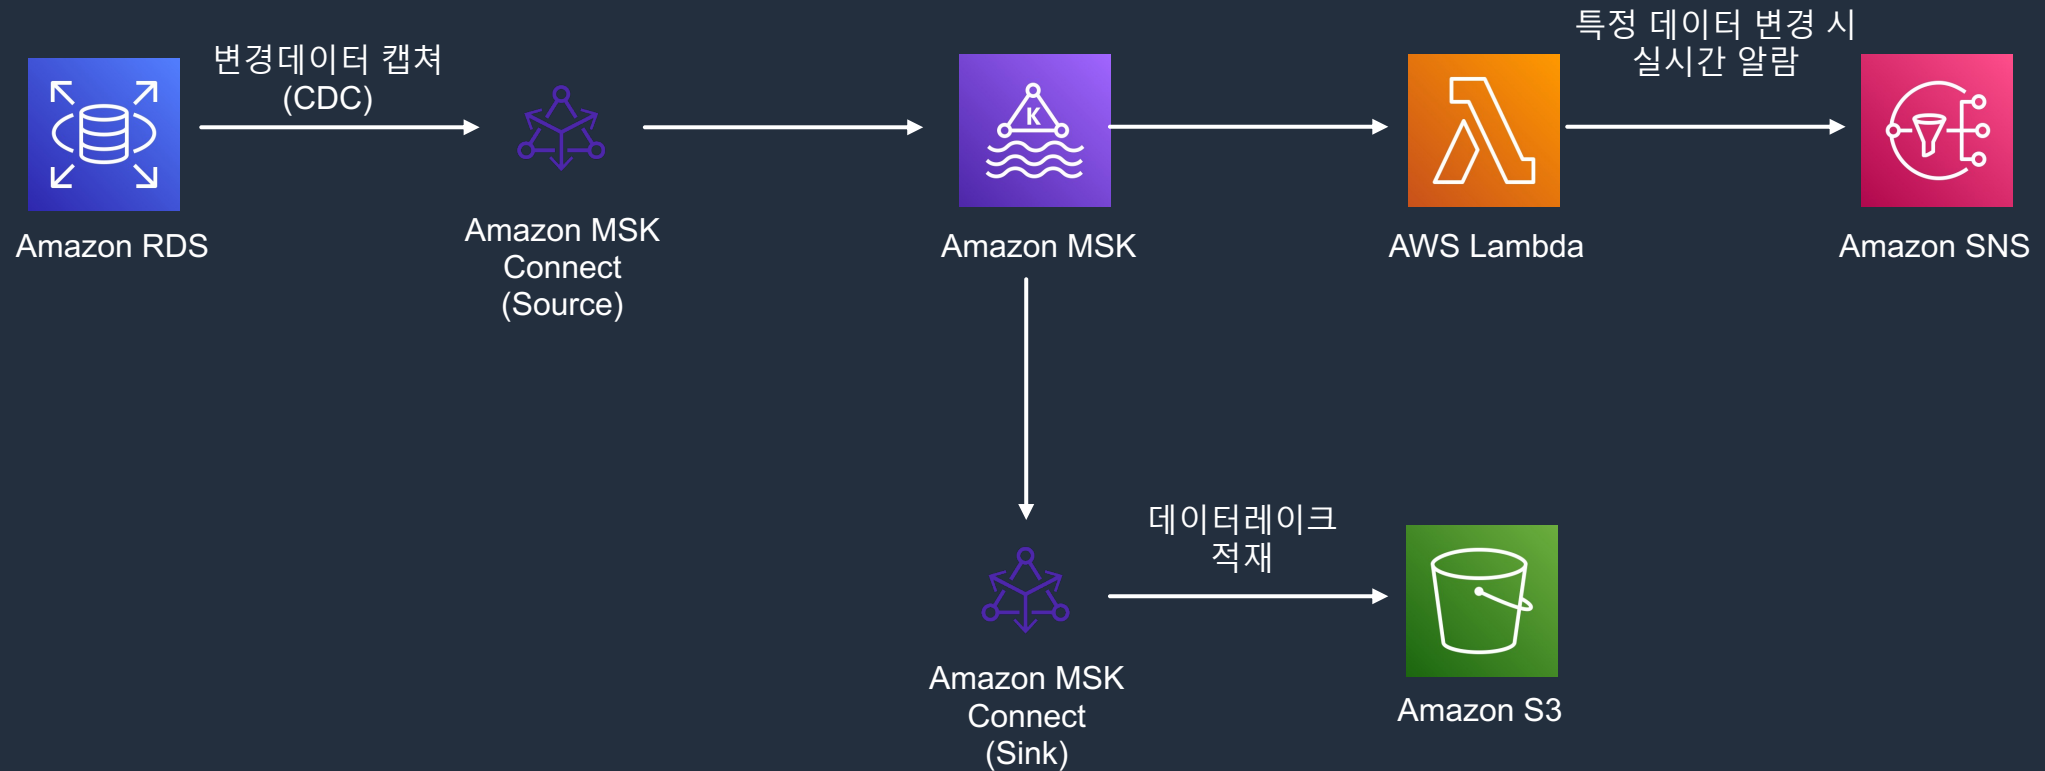 변경데이터 캡쳐
(CDC)
특정 데이터 변경 시
실시간 알람
K
Amazon RDS
Amazon MSK
Connect
(Source)
Amazon MSK
AWS Lambda
Amazon SNS
데이터레이크
적재
Amazon MSK
Connect
(Sink)
Amazon S3